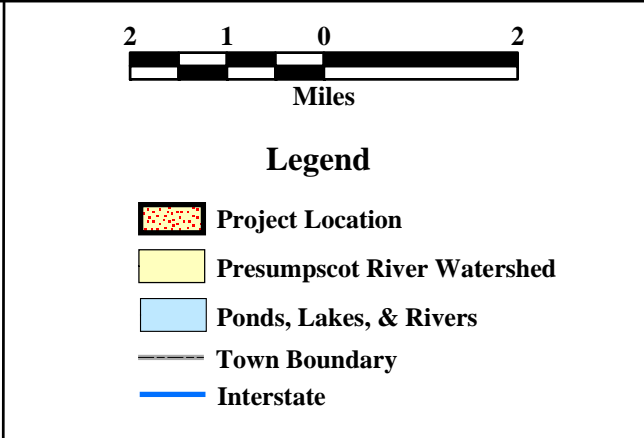 2 1 0 2
Miles
Legend
Project Location
Presumpscot River Watershed
Ponds, Lakes, & Rivers
Town Boundary
Interstate